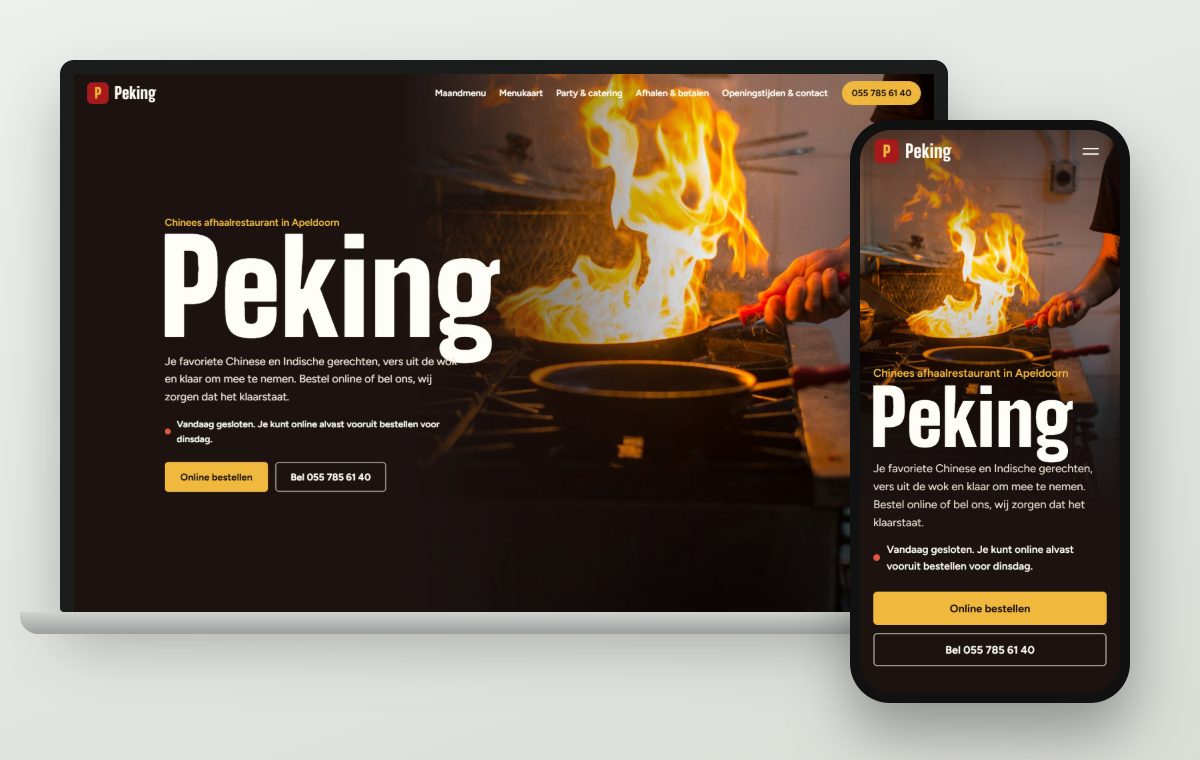 P Peking
Maandmenu Menukaart Party & catering Afhalen & betalen Openingstijden & contact 055 785 61 40
Chinees afhaalrestaurant in Apeldoorn
Peking
Je favoriete Chinese en Indische gerechten, vers uit de wok
en klaar om mee te nemen. Bestel online of bel ons, wij
zorgen dat het klaarstaat.
Vandaag gesloten. Je kunt online alvast vooruit bestellen voor
dinsdag.
Online bestellen Bel 055 785 61 40
P Peking
Chinees afhaalrestaurant in Apeldoorn
Peking
Je favoriete Chinese en Indische gerechten,
vers uit de wok en klaar om mee te nemen.
Bestel online of bel ons, wij zorgen dat het
klaarstaat.
Vandaag gesloten. Je kunt online alvast
vooruit bestellen voor dinsdag.
Online bestellen
Bel 055 785 61 40